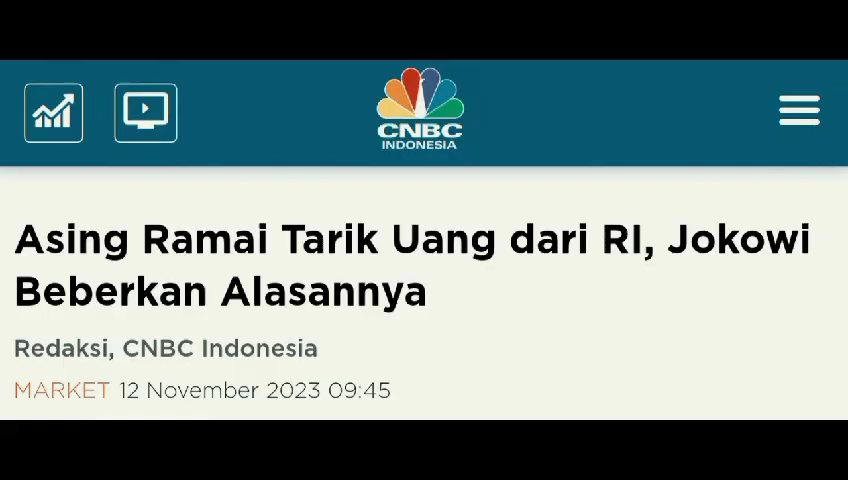 CNBC
INDONESIA
Asing Ramai Tarik Uang dari RI, Jokowi
Beberkan Alasannya
Redaksi, CNBC Indonesia
MARKET 12 November 2023 09:45